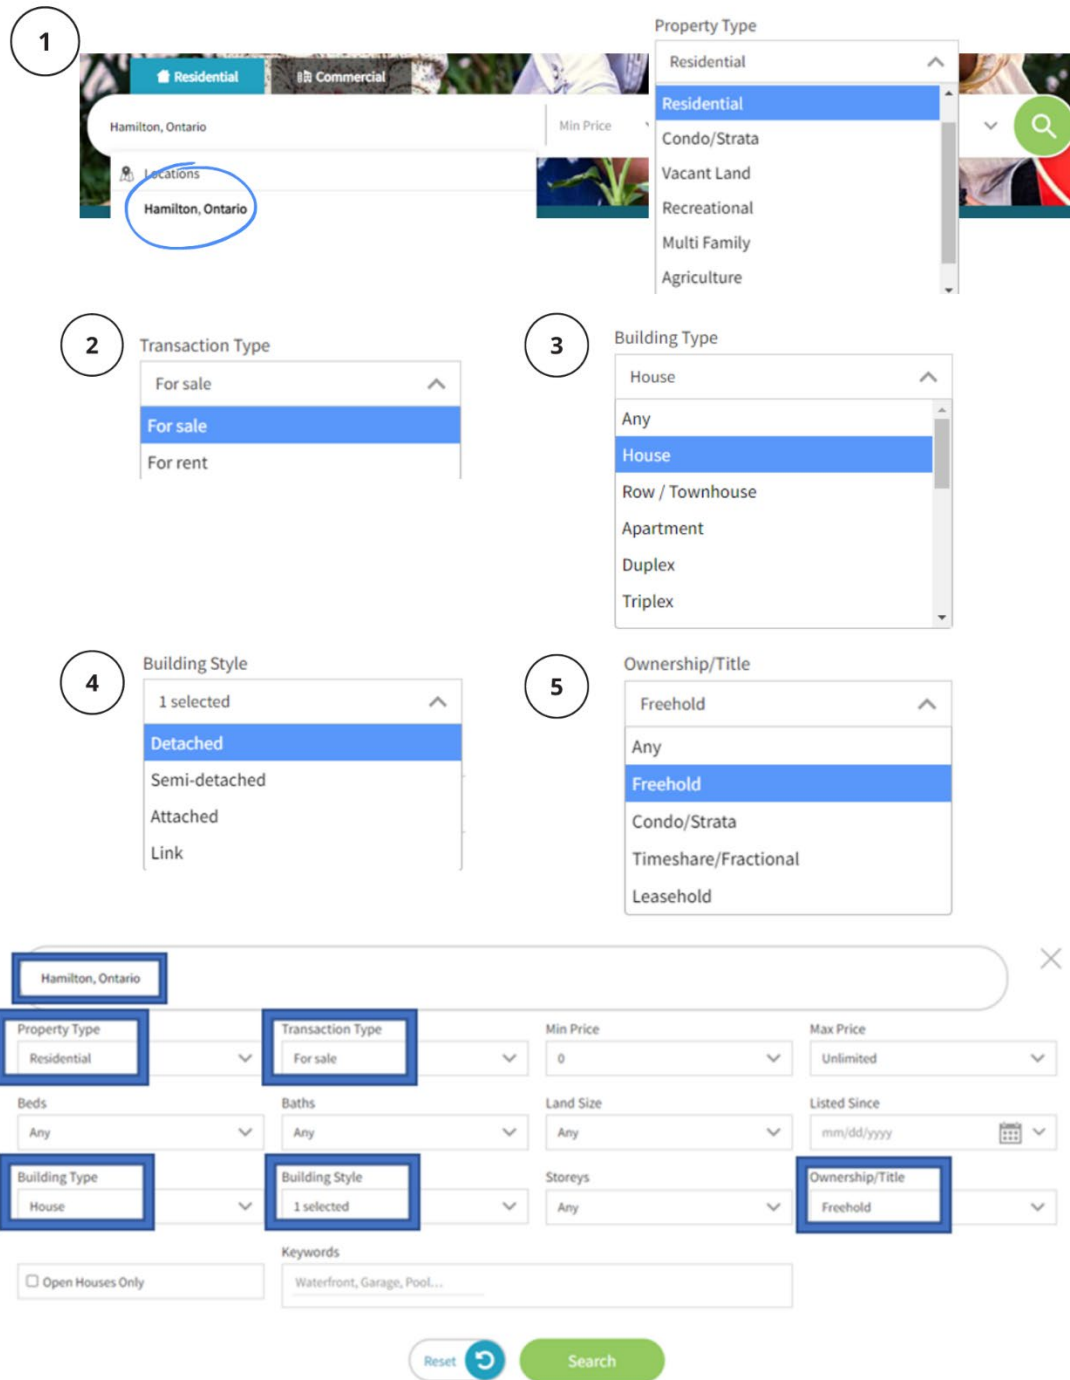 1
Property Type
Residential
Residential
Commercial
Residential
Hamilton, Ontario
Min Price
Condo/Strata
Locations
Vacant Land
Hamilton, Ontario
Recreational
Multi Family
Agriculture
2
Transaction Type
For sale
For sale
For rent
3
Building Type
House
Any
House
Row / Townhouse
Apartment
Duplex
Triplex
4
Building Style
1 selected
Detached
Semi-detached
Attached
Link
5
Ownership/Title
Freehold
Any
Freehold
Condo/Strata
Timeshare/Fractional
Leasehold
Hamilton, Ontario
Property Type
Transaction Type
Min Price
Max Price
Residential
For sale
0
Unlimited
Beds
Baths
Land Size
Listed Since
Any
Any
Any
mm/dd/yyyy
Building Type
Building Style
Storeys
Ownership/Title
House
1 selected
Any
Freehold
Keywords
Open Houses Only
Waterfront, Garage, Pool...
Reset
Search